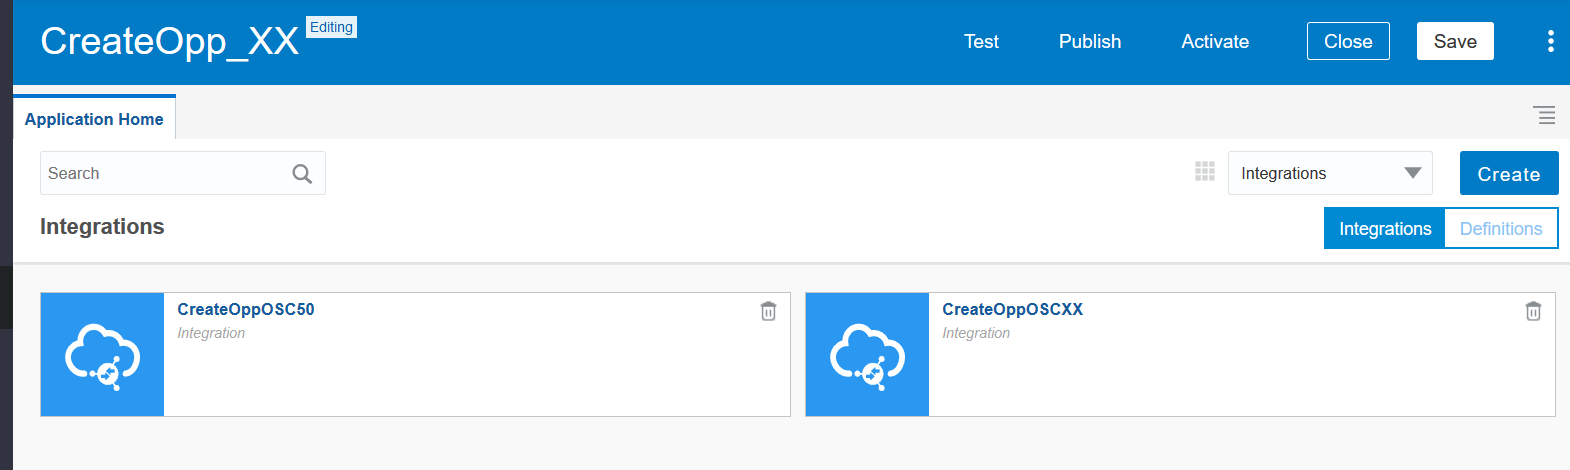 CreateOpp_XX Editing Test Publish Activate Close Save
Application Home
Search Integrations Create
Integrations Integrations Definitions
CreateOppOSC50 CreateOppOSCXX
Integration Integration